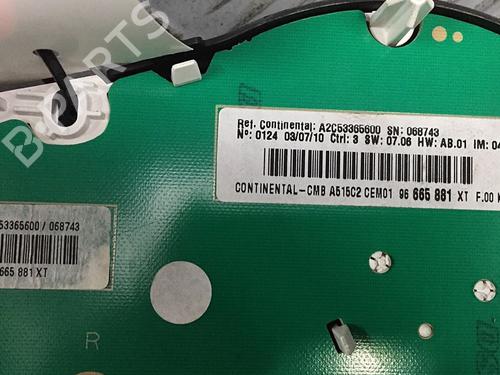 B-PARTS
Ref. Continental: A2C53365600 SN: 068743
Nº: 0124 03/07/10 Ctrl: 3 SW: 07.06 HW: AB.01 IM: 04
CONTINENTAL-CMB A515C2 CEM01 96 665 881 XT F.00
53365600 / 068743
665 881 XT
R